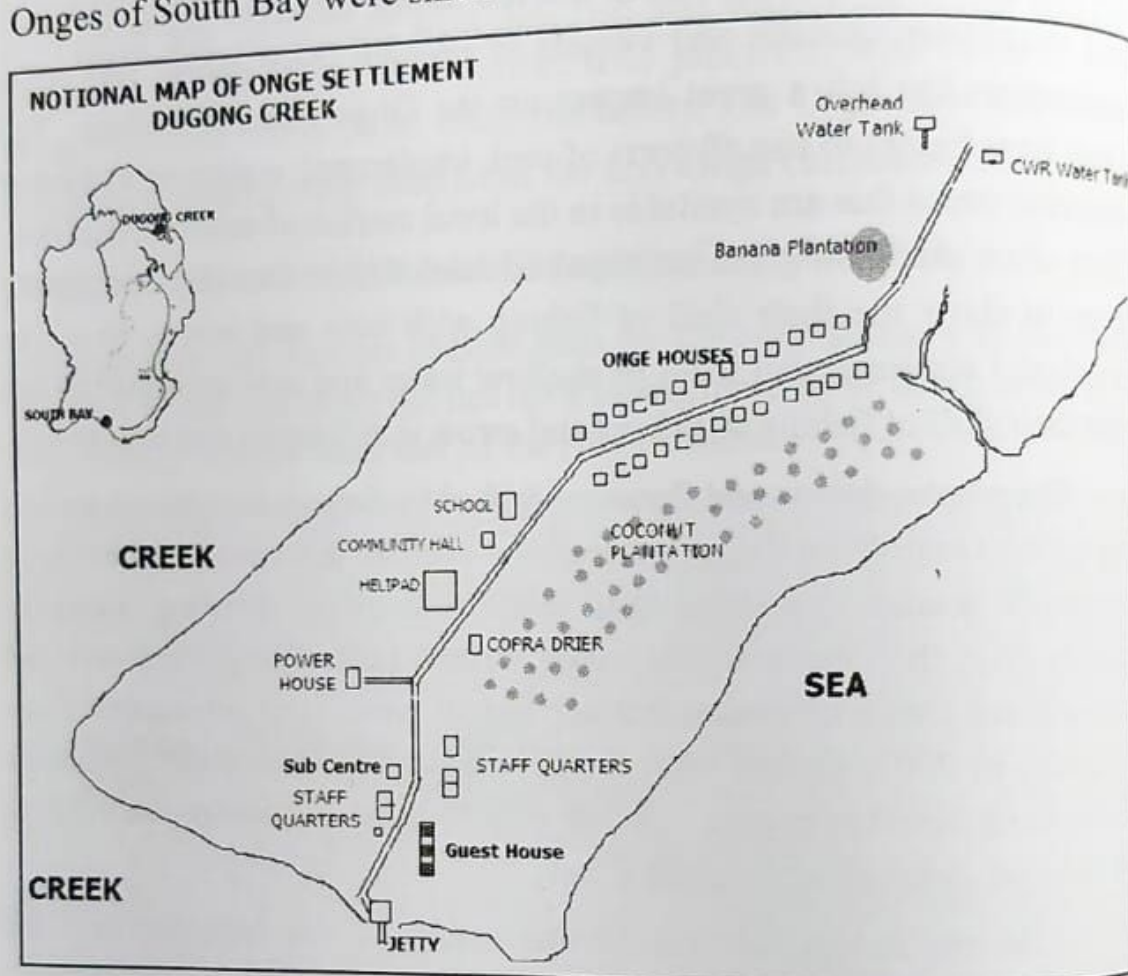 Onges of South Bay were
NOTIONAL MAP OF ONGE SETTLEMENT
DUGONG CREEK
Overhead
Water Tank
CWR Water Tank
DUGONG CREEK
Banana Plantation
ONGE HOUSES
SOUTH BAY
SCHOOL
COCONUT
PLANTATION
COMMUNITY HALL
CREEK
HELIPAD
COPRA DRIER
POWER
HOUSE
SEA
Sub Centre
STAFF QUARTERS
STAFF
QUARTERS
Guest House
CREEK
JETTY